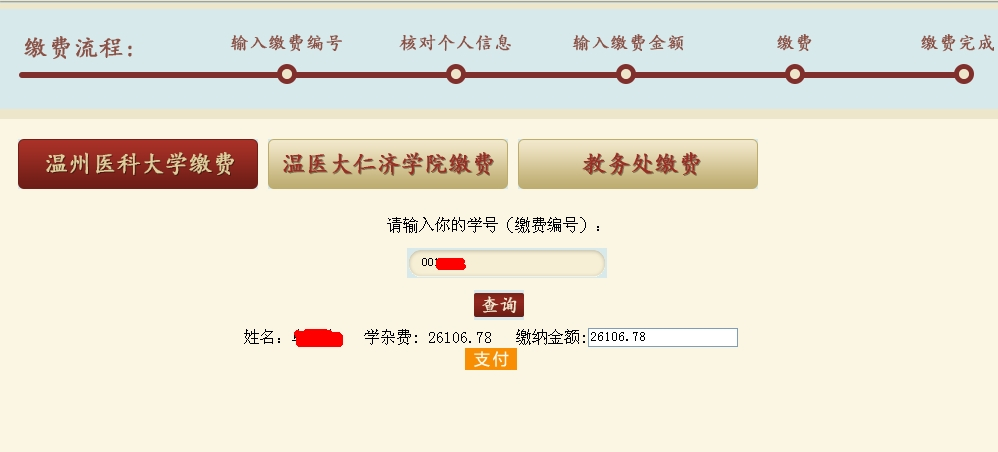 缴费流程:
输入缴费编号 核对个人信息 输入缴费金额 缴费 缴费完成
温州医科大学缴费 温医大仁济学院缴费 教务处缴费
请输入你的学号（缴费编号）:
001
查询
姓名: 学杂费: 26106.78 缴纳金额:26106.78
支付